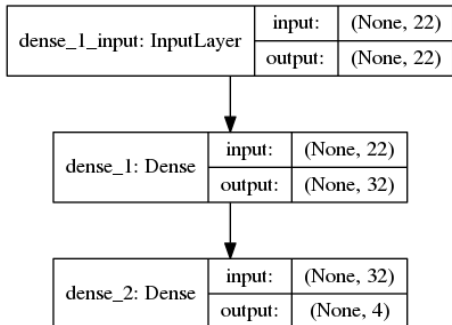 dense_1_input: InputLayer
input: (None, 22)
output: (None, 22)
dense_1: Dense
input: (None, 22)
output: (None, 32)
dense_2: Dense
input: (None, 32)
output: (None, 4)